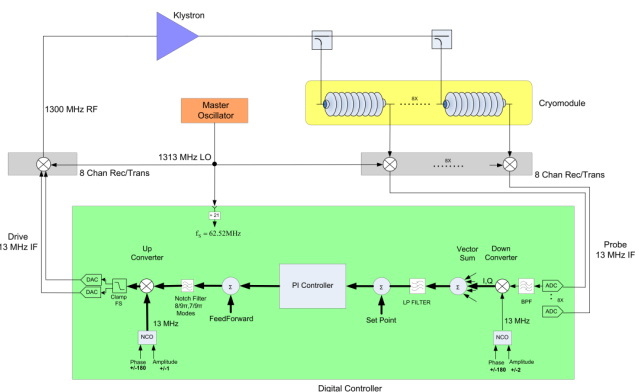 Klystron
8X
Cryomodule
1300 MHz RF
Master
Oscillator
1313 MHz LO
8X
8 Chan Rec/Trans
8 Chan Rec/Trans
÷ 21
fS = 62.52MHz
Drive
13 MHz IF
Probe
13 MHz IF
Up
Converter
Vector
Sum
Down
Converter
DAC
DAC
Clamp
FS
Notch Filter
8/9π,7/9π
Modes
Σ
FeedForward
PI Controller
Σ
Set Point
LP FILTER
Σ
I,Q
BPF
ADC
8X
ADC
13 MHz
13 MHz
NCO
NCO
Phase
+/-180
Amplitude
+/-1
Phase
+/-180
Amplitude
+/-2
Digital Controller